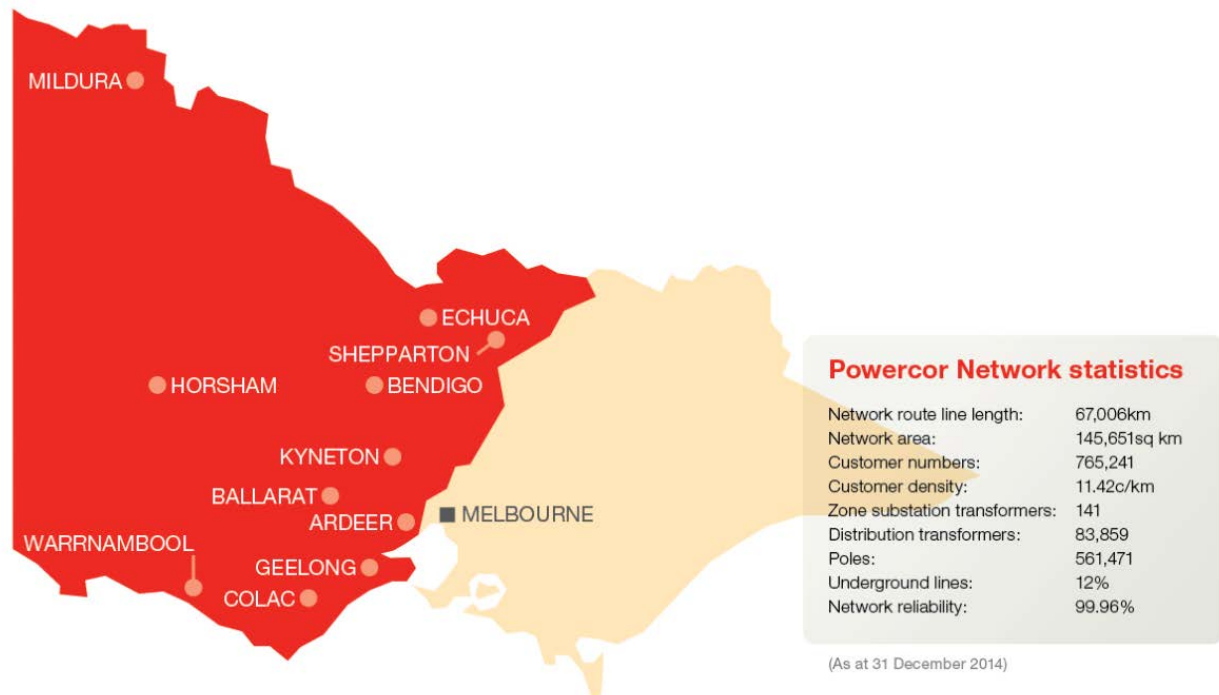 MILDURA
ECHUCA
SHEPPARTON
HORSHAM
BENDIGO
KYNETON
BALLARAT
ARDEER
MELBOURNE
WARRNAMBOOL
GEELONG
COLAC
Powercor Network statistics
Network route line length: 67,006km
Network area: 145,651sq km
Customer numbers: 765,241
Customer density: 11.42c/km
Zone substation transformers: 141
Distribution transformers: 83,859
Poles: 561,471
Underground lines: 12%
Network reliability: 99.96%
(As at 31 December 2014)